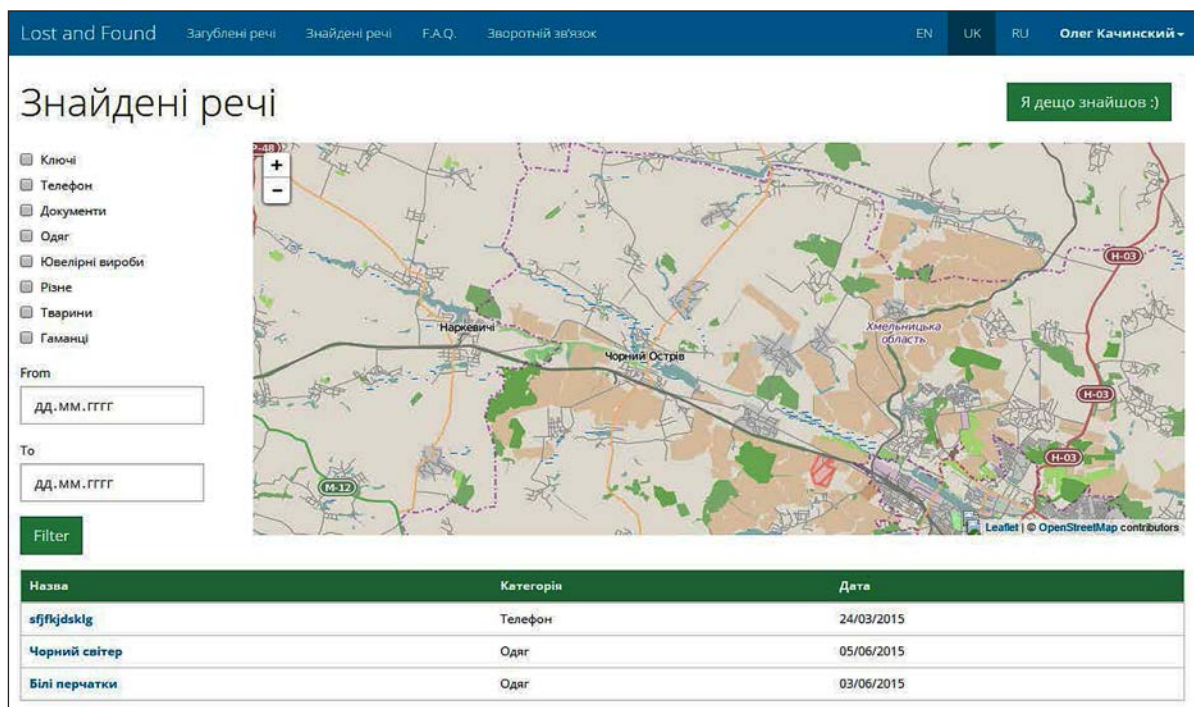 Lost and Found Загублені речі Знайдені речі F.A.Q. Зворотній зв'язок EN UK RU Олег Качинский
Знайдені речі
Я дещо знайшов :)
Ключі
Телефон
Документи
Одяг
Ювелірні вироби
Різне
Тварини
Гаманці
From
дд.мм.гггг
To
дд.мм.гггг
Filter
P-48
+
−
H-03
Наркевичі
Хмельницька
область
Чорний Острів
H-03
H-03
M-12
Leaflet | © OpenStreetMap contributors
Назва Категорія Дата
sfjfkjdsklg Телефон 24/03/2015
Чорний світер Одяг 05/06/2015
Білі перчатки Одяг 03/06/2015